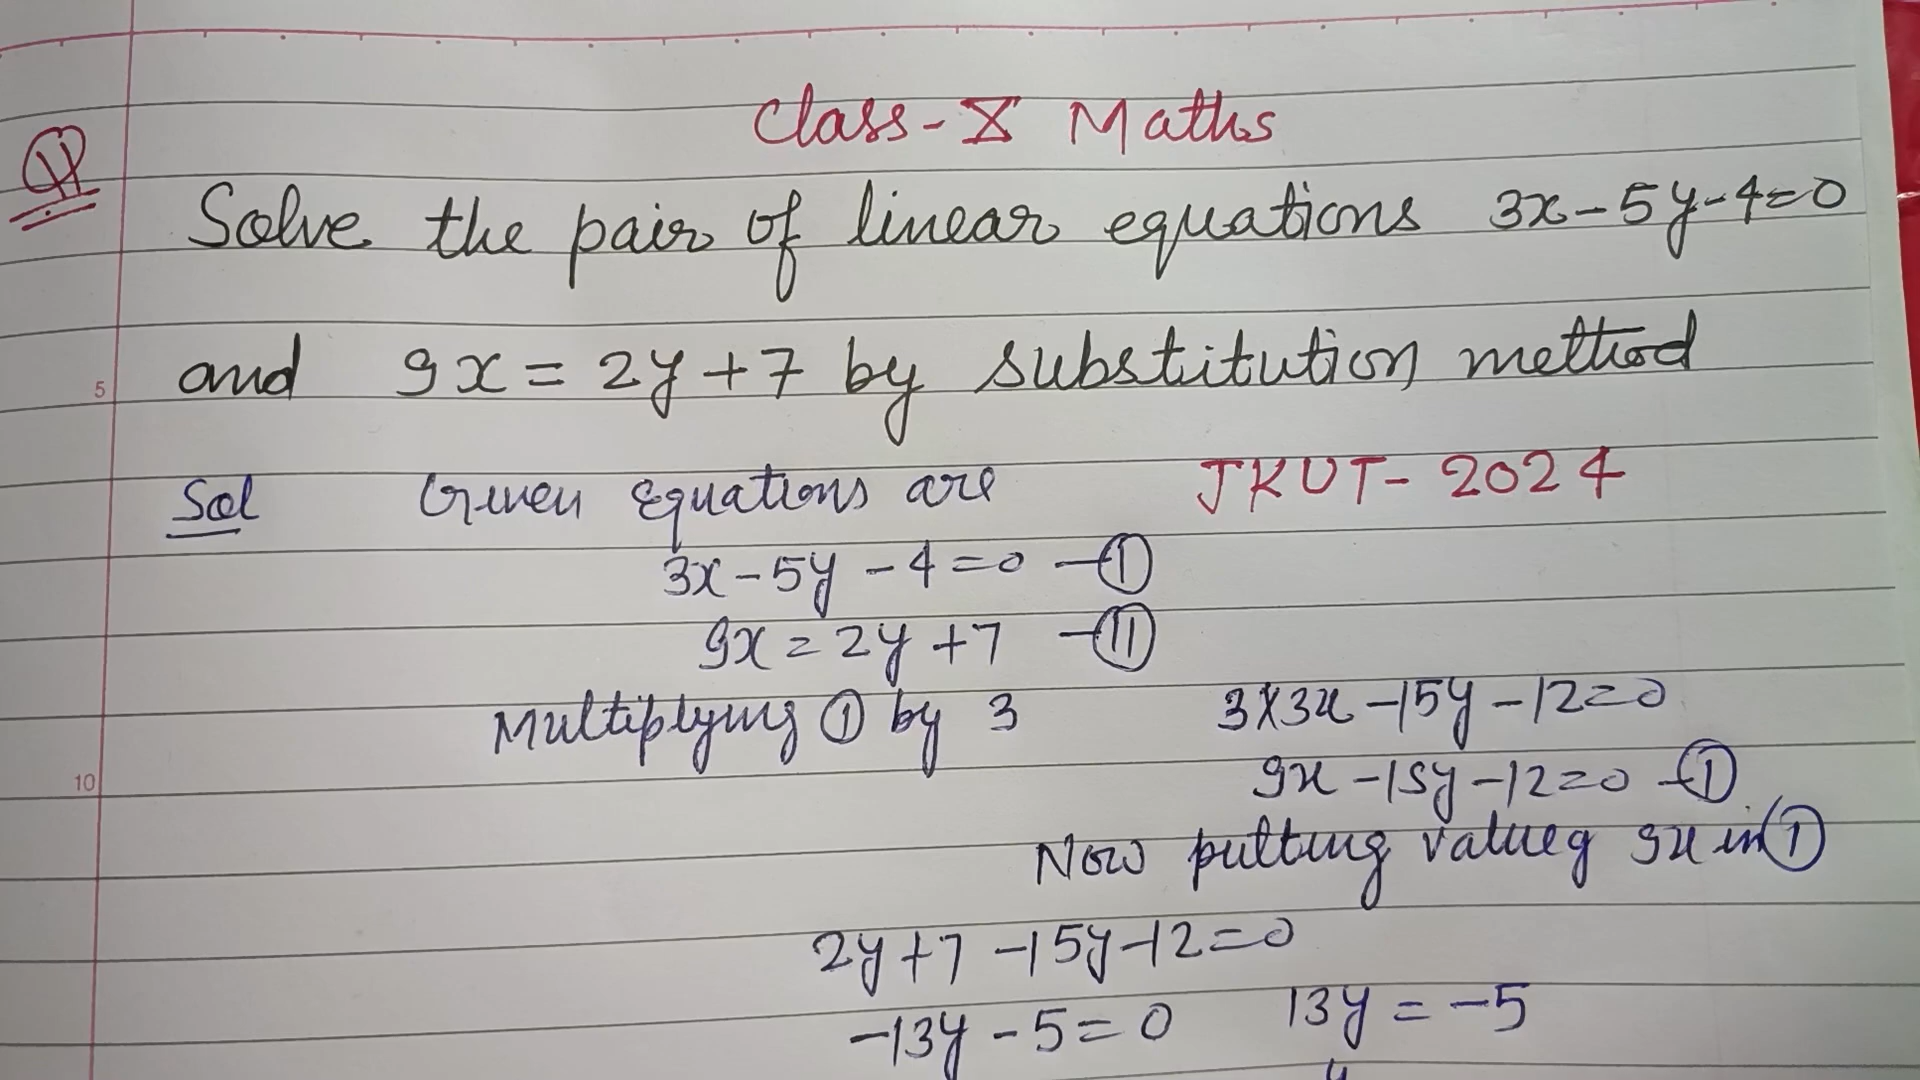 Class-X Maths
Q1
Solve the pair of linear equations 3x-5y-4=0
and 9x = 2y+7 by substitution method
5
Sol Given Equations are JKUT-2024
3x-5y-4=0 -(I)
9x=2y+7 -(II)
Multiplying (I) by 3 3x3x-15y-12=0
10
9x-15y-12=0 -(I)
Now putting value of 9x in (I)
2y+7-15y-12=0
-13y-5=0 13y=-5